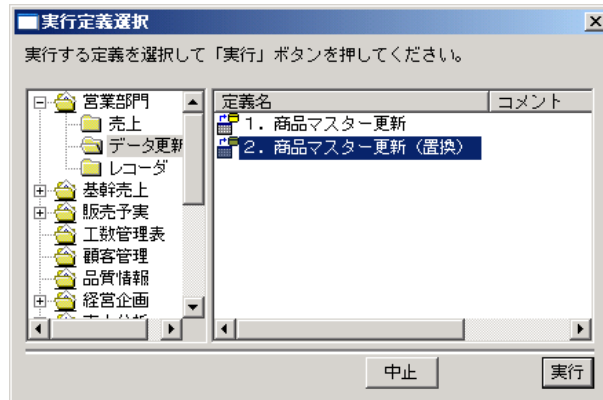 実行定義選択
実行する定義を選択して「実行」ボタンを押してください。
営業部門
売上
データ更新
レコーダ
基幹売上
販売予実
工数管理表
顧客管理
品質情報
経営企画
定義名 コメント
1．商品マスター更新
2．商品マスター更新（置換）
中止 実行